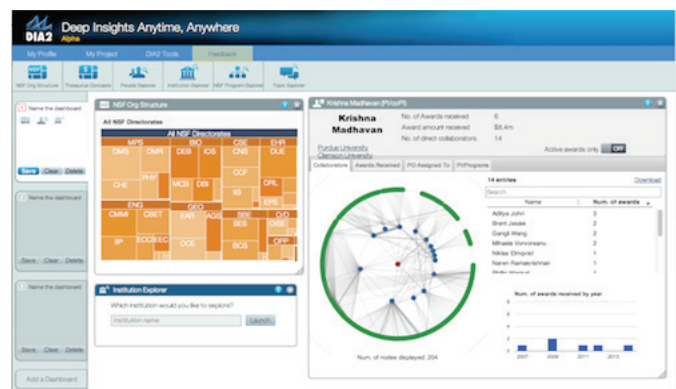 DIA2
Deep Insights Anytime, Anywhere
Alpha
My Profile
My Project
DIA2 Tools
Feedback
NSF Org Structure
Thesaurus Concepts
People Explorer
Institution Explorer
NSF Program Explorer
Topic Explorer
Name the dashboard
Save Clear Delete
Name the dashboard
Save Clear Delete
Name the dashboard
Save Clear Delete
Add a Dashboard
NSF Org Structure
All NSF Directorates
All NSF Directorates
MPS BIO CSE EHR
DMS DMR DEB IOS CNS DUE
CCF
CHE PHY MCB DBI IIS DRL
ENG GEO EPS
CMMI CBET EAR AGS SBE O/D
SES OISE
IIP ECCS EEC OCE BCS OPP
Institution Explorer
Which institution would you like to explore?
Institution name
Launch
Krishna Madhavan (PI/coPI)
Krishna
Madhavan
Purdue University
Clemson University
No. of Awards received 6
Award amount received $8.4m
No. of direct collaborators 14
Active awards only OFF
Collaborators
Awards Received
PO Assigned To
PI/Programs
Num. of nodes displayed: 204
14 entries Download
Search
Name Num. of awards
Aditya Johri 3
Brent Jesiek 2
Gangli Wang 2
Mihaela Vorvoreanu 2
Niklas Elmqvist 1
Naren Ramakrishnan 1
Num. of awards received by year
8
6
4
2
0
2007 2009 2011 2013